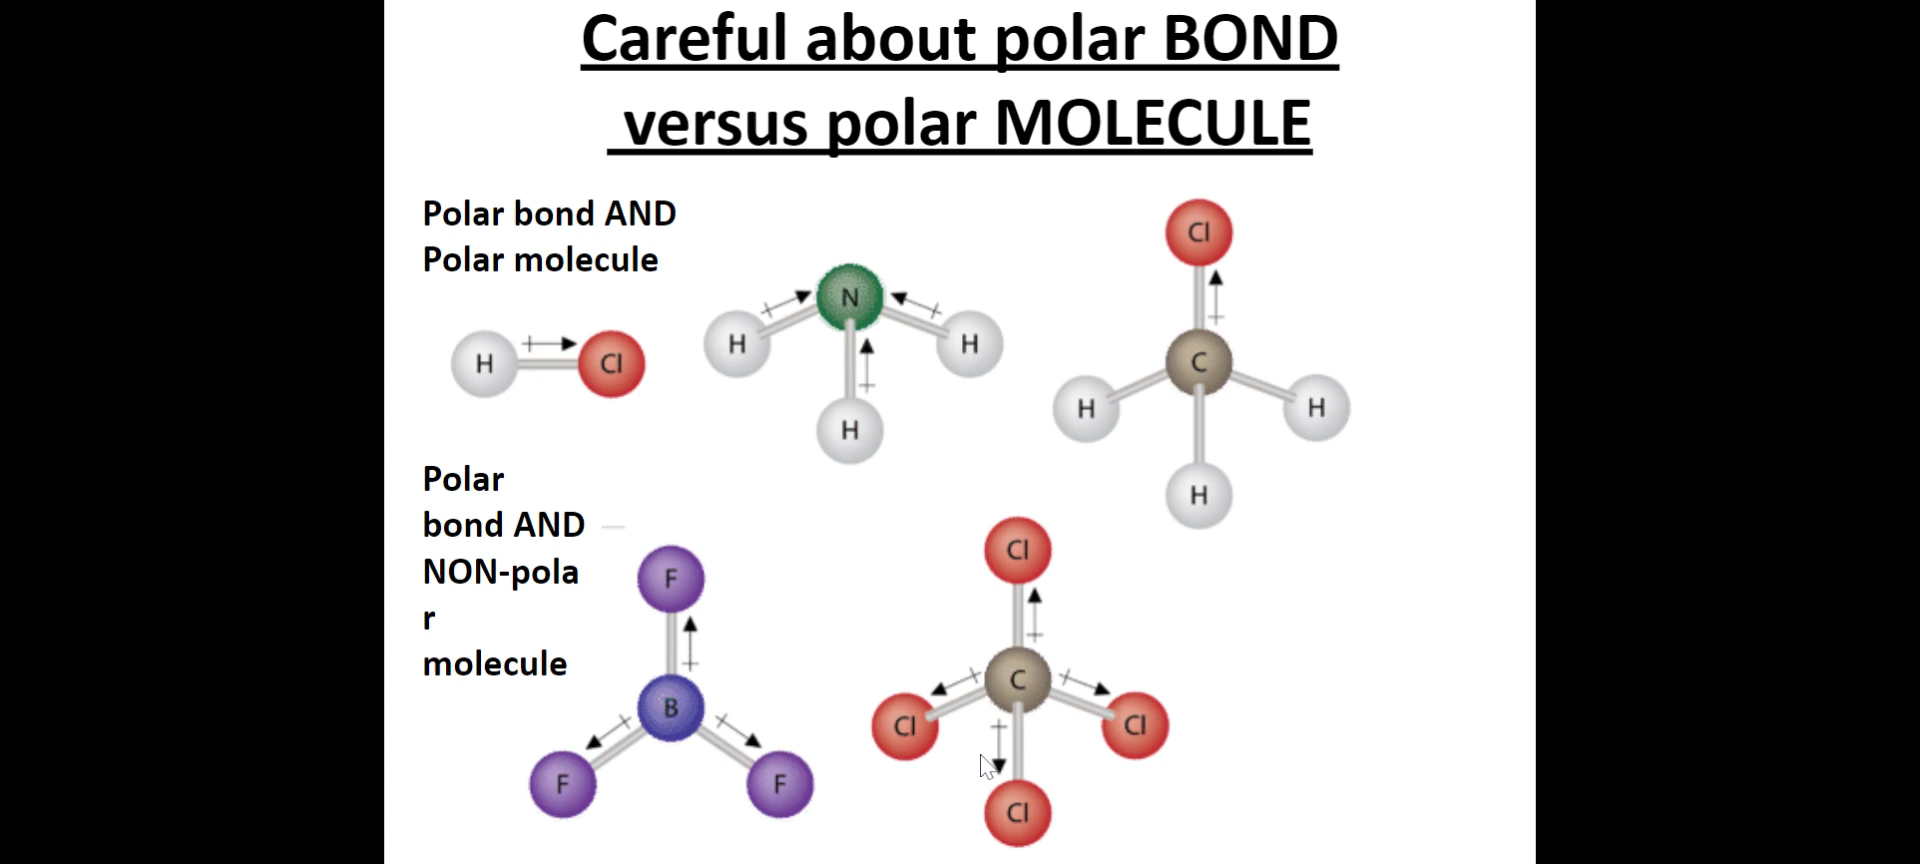 Careful about polar BOND
versus polar MOLECULE
Polar bond AND
Polar molecule
H Cl
N
H H
H
Cl
C
H H
H
Polar
bond AND
NON-pola
r
molecule
F
B
F F
Cl
C
Cl Cl
Cl